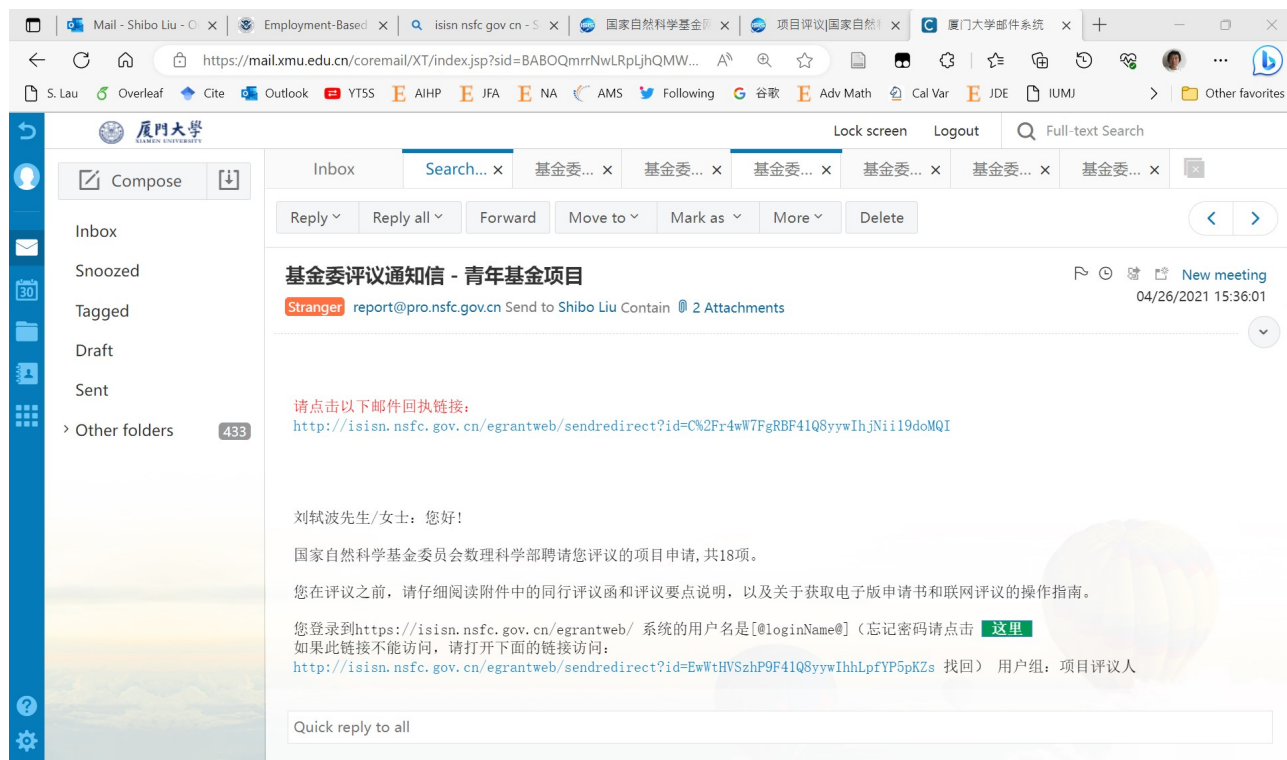 Mail - Shibo Liu - O
Employment-Based
isisn nsfc gov cn - S
国家自然科学基金
项目评议|国家自然
厦门大学邮件系统
https://mail.xmu.edu.cn/coremail/XT/index.jsp?sid=BABOQmrrNwLRpLjhQMW...
S. Lau
Overleaf
Cite
Outlook
YT5S
AIHP
JFA
NA
AMS
Following
谷歌
Adv Math
Cal Var
JDE
IUMJ
Other favorites
厦門大學
XIAMEN UNIVERSITY
Lock screen
Logout
Full-text Search
Compose
Inbox
Search...
基金委...
基金委...
基金委...
基金委...
基金委...
基金委...
Reply
Reply all
Forward
Move to
Mark as
More
Delete
Inbox
Snoozed
Tagged
Draft
Sent
Other folders 433
30
基金委评议通知信 - 青年基金项目
New meeting
Stranger report@pro.nsfc.gov.cn Send to Shibo Liu Contain 2 Attachments
04/26/2021 15:36:01
请点击以下邮件回执链接：
http://isisn.nsfc.gov.cn/egrantweb/sendredirect?id=C%2Fr4wW7FgRBF41Q8yywIhjNii19doMQI
刘轼波先生/女士：您好！
国家自然科学基金委员会数理科学部聘请您评议的项目申请,共18项。
您在评议之前，请仔细阅读附件中的同行评议函和评议要点说明，以及关于获取电子版申请书和联网评议的操作指南。
您登录到https://isisn.nsfc.gov.cn/egrantweb/ 系统的用户名是[@loginName@]（忘记密码请点击 这里
如果此链接不能访问，请打开下面的链接访问：
http://isisn.nsfc.gov.cn/egrantweb/sendredirect?id=EwWtHVSzhP9F41Q8yywIhhLpfYP5pKZs 找回） 用户组：项目评议人
Quick reply to all